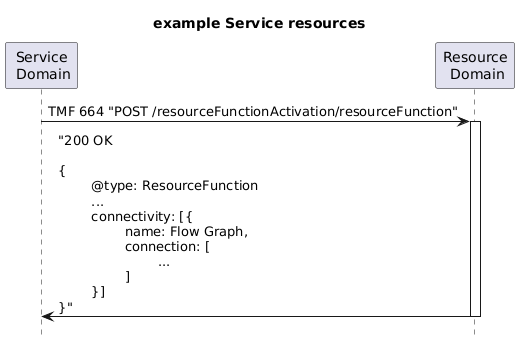 example Service resources
Service
Domain
Resource
Domain
TMF 664 "POST /resourceFunctionActivation/resourceFunction"
"200 OK
{
@type: ResourceFunction
...
connectivity: [{
name: Flow Graph,
connection: [
...
]
}]
}"